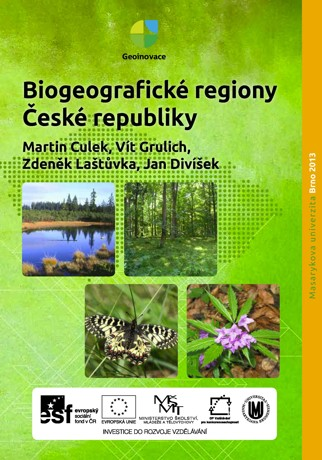 Geoinovace
Biogeografické regiony
České republiky
Martin Culek, Vít Grulich,
Zdeněk Laštůvka, Jan Divíšek
Masarykova univerzita Brno 2013
esf
evropský
sociální
fond v ČR
EVROPSKÁ UNIE
MINISTERSTVO ŠKOLSTVÍ,
MLÁDEŽE A TĚLOVÝCHOVY
OP Vzdělávání
pro konkurenceschopnost
INVESTICE DO ROZVOJE VZDĚLÁVÁNÍ